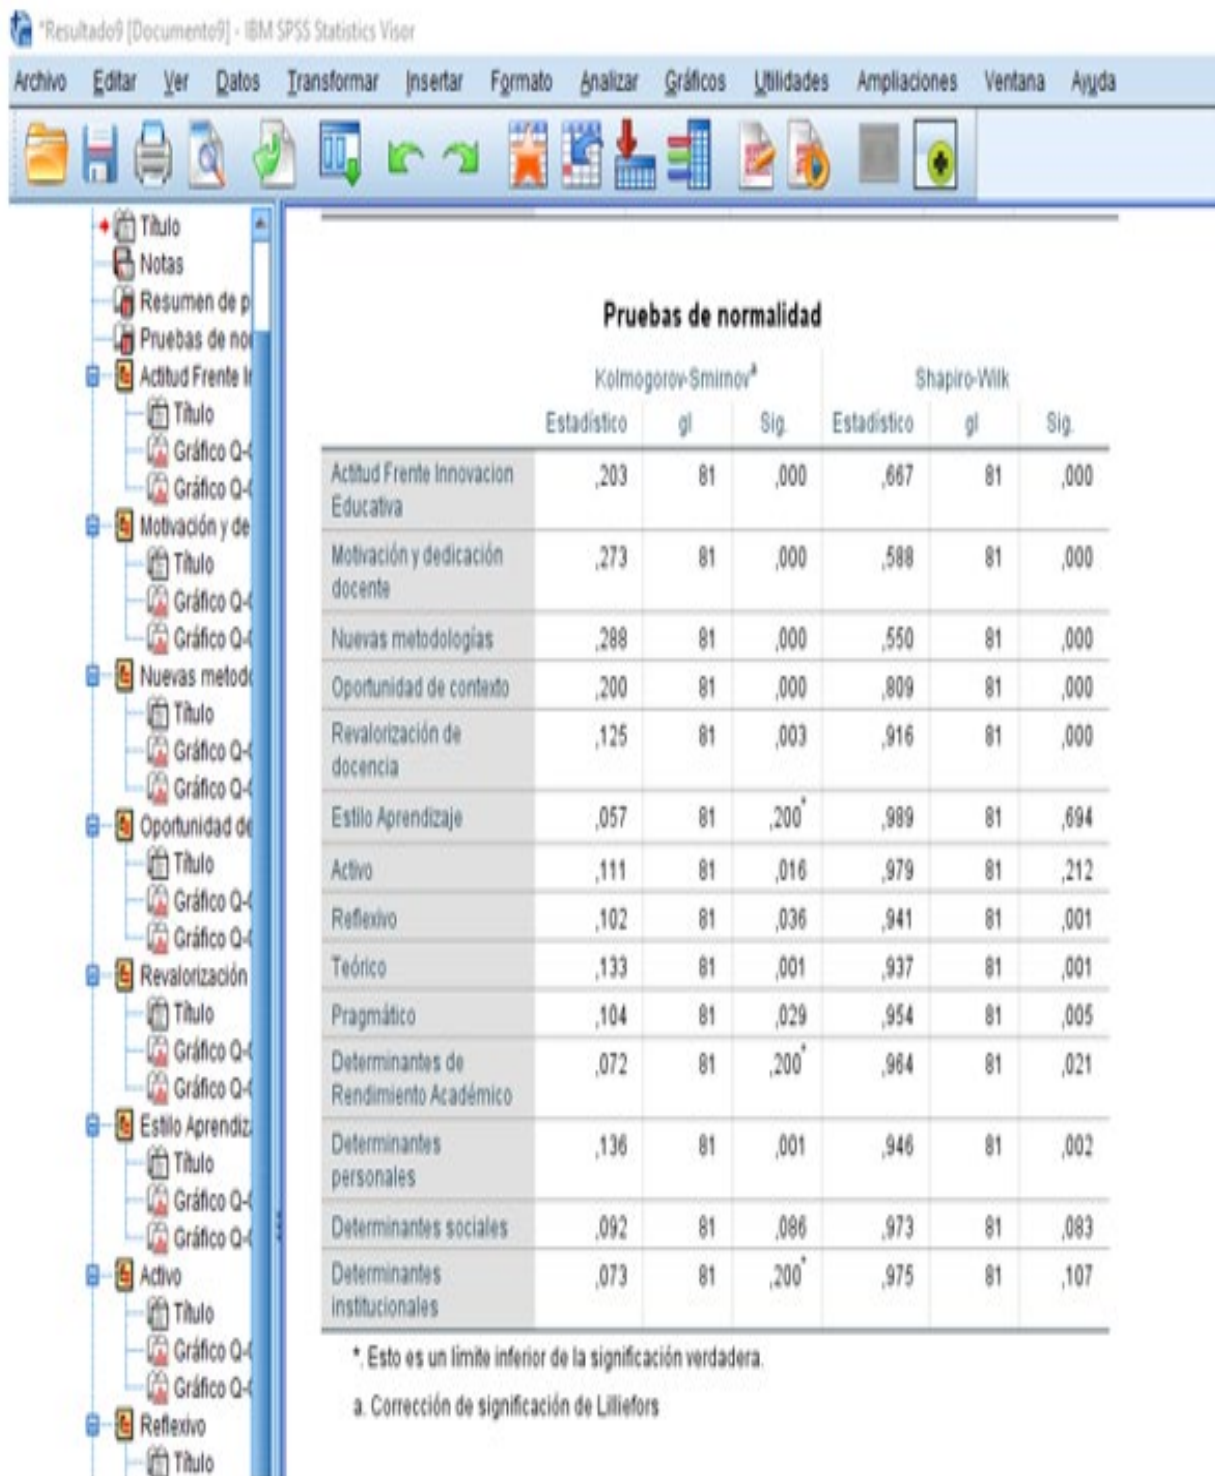 *Resultado9 [Documento9] - IBM SPSS Statistics Visor
Archivo Editar Ver Datos Transformar Insertar Formato Analizar Gráficos Utilidades Ampliaciones Ventana Ayuda
Título
Notas
Resumen de p
Pruebas de nor
Actitud Frente In
Título
Gráfico Q-Q
Gráfico Q-Q
Motivación y de
Título
Gráfico Q-Q
Gráfico Q-Q
Nuevas metodo
Título
Gráfico Q-Q
Gráfico Q-Q
Oportunidad de
Título
Gráfico Q-Q
Gráfico Q-Q
Revalorización
Título
Gráfico Q-Q
Gráfico Q-Q
Estilo Aprendiz
Título
Gráfico Q-Q
Gráfico Q-Q
Activo
Título
Gráfico Q-Q
Gráfico Q-Q
Reflexivo
Título
Pruebas de normalidad
Kolmogorov-Smirnov^a Shapiro-Wilk
Estadístico gl Sig. Estadístico gl Sig.
Actitud Frente Innovacion
Educativa ,203 81 ,000 ,667 81 ,000
Motivación y dedicación
docente ,273 81 ,000 ,588 81 ,000
Nuevas metodologías ,288 81 ,000 ,550 81 ,000
Oportunidad de contexto ,200 81 ,000 ,809 81 ,000
Revalorización de
docencia ,125 81 ,003 ,916 81 ,000
Estilo Aprendizaje ,057 81 ,200* ,989 81 ,694
Activo ,111 81 ,016 ,979 81 ,212
Reflexivo ,102 81 ,036 ,941 81 ,001
Teórico ,133 81 ,001 ,937 81 ,001
Pragmático ,104 81 ,029 ,954 81 ,005
Determinantes de
Rendimiento Académico ,072 81 ,200* ,964 81 ,021
Determinantes
personales ,136 81 ,001 ,946 81 ,002
Determinantes sociales ,092 81 ,086 ,973 81 ,083
Determinantes
institucionales ,073 81 ,200* ,975 81 ,107
*. Esto es un límite inferior de la significación verdadera.
a. Corrección de significación de Lilliefors